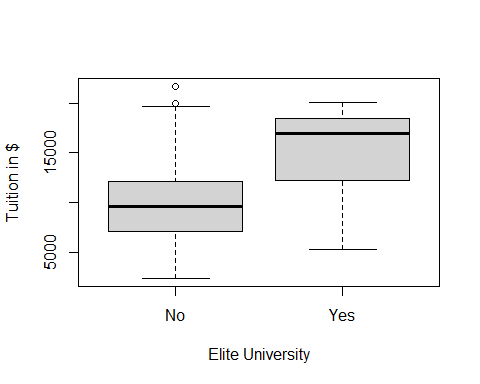 Tuition in $
15000
5000
No Yes
Elite University